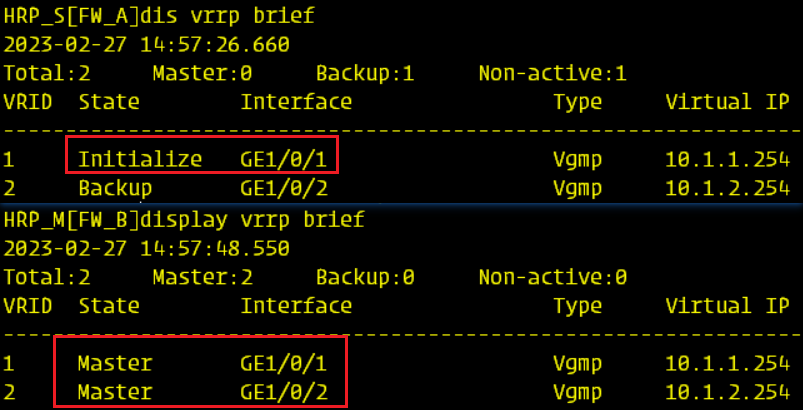 HRP_S[FW_A]dis vrrp brief
2023-02-27 14:57:26.660
Total:2 Master:0 Backup:1 Non-active:1
VRID State Interface Type Virtual IP
----------------------------------------------------------
1 Initialize GE1/0/1 Vgmp 10.1.1.254
2 Backup GE1/0/2 Vgmp 10.1.2.254
HRP_M[FW_B]display vrrp brief
2023-02-27 14:57:48.550
Total:2 Master:2 Backup:0 Non-active:0
VRID State Interface Type Virtual IP
----------------------------------------------------------
1 Master GE1/0/1 Vgmp 10.1.1.254
2 Master GE1/0/2 Vgmp 10.1.2.254